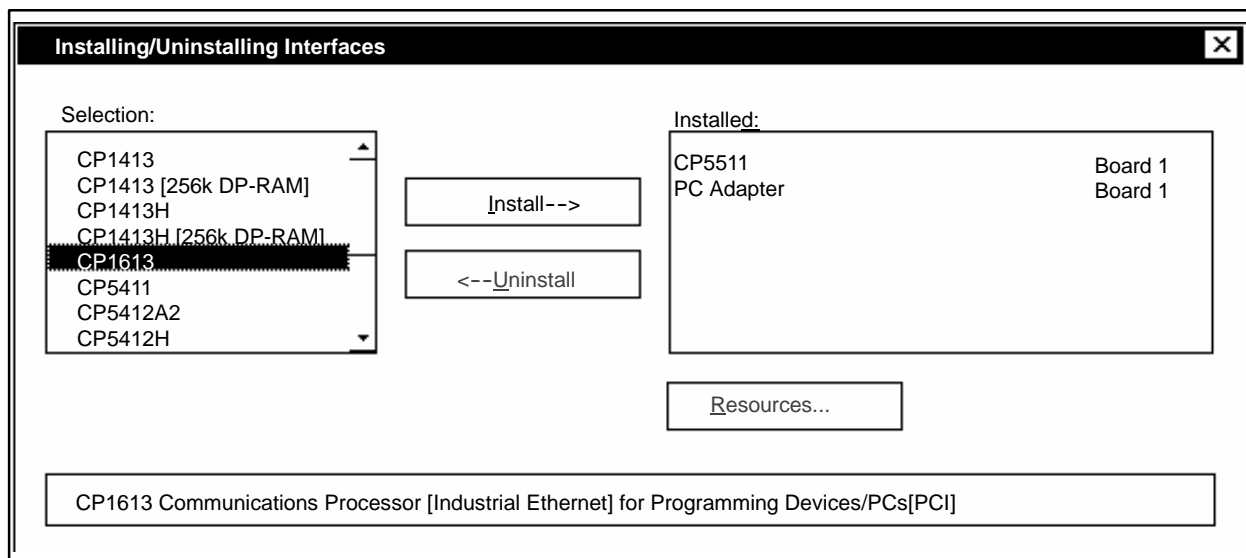 Installing/Uninstalling Interfaces
Selection:
CP1413
CP1413 [256k DP-RAM]
CP1413H
CP1413H [256k DP-RAM]
CP1613
CP5411
CP5412A2
CP5412H
Install-->
<--Uninstall
Installed:
CP5511 Board 1
PC Adapter Board 1
Resources...
CP1613 Communications Processor [Industrial Ethernet] for Programming Devices/PCs[PCI]